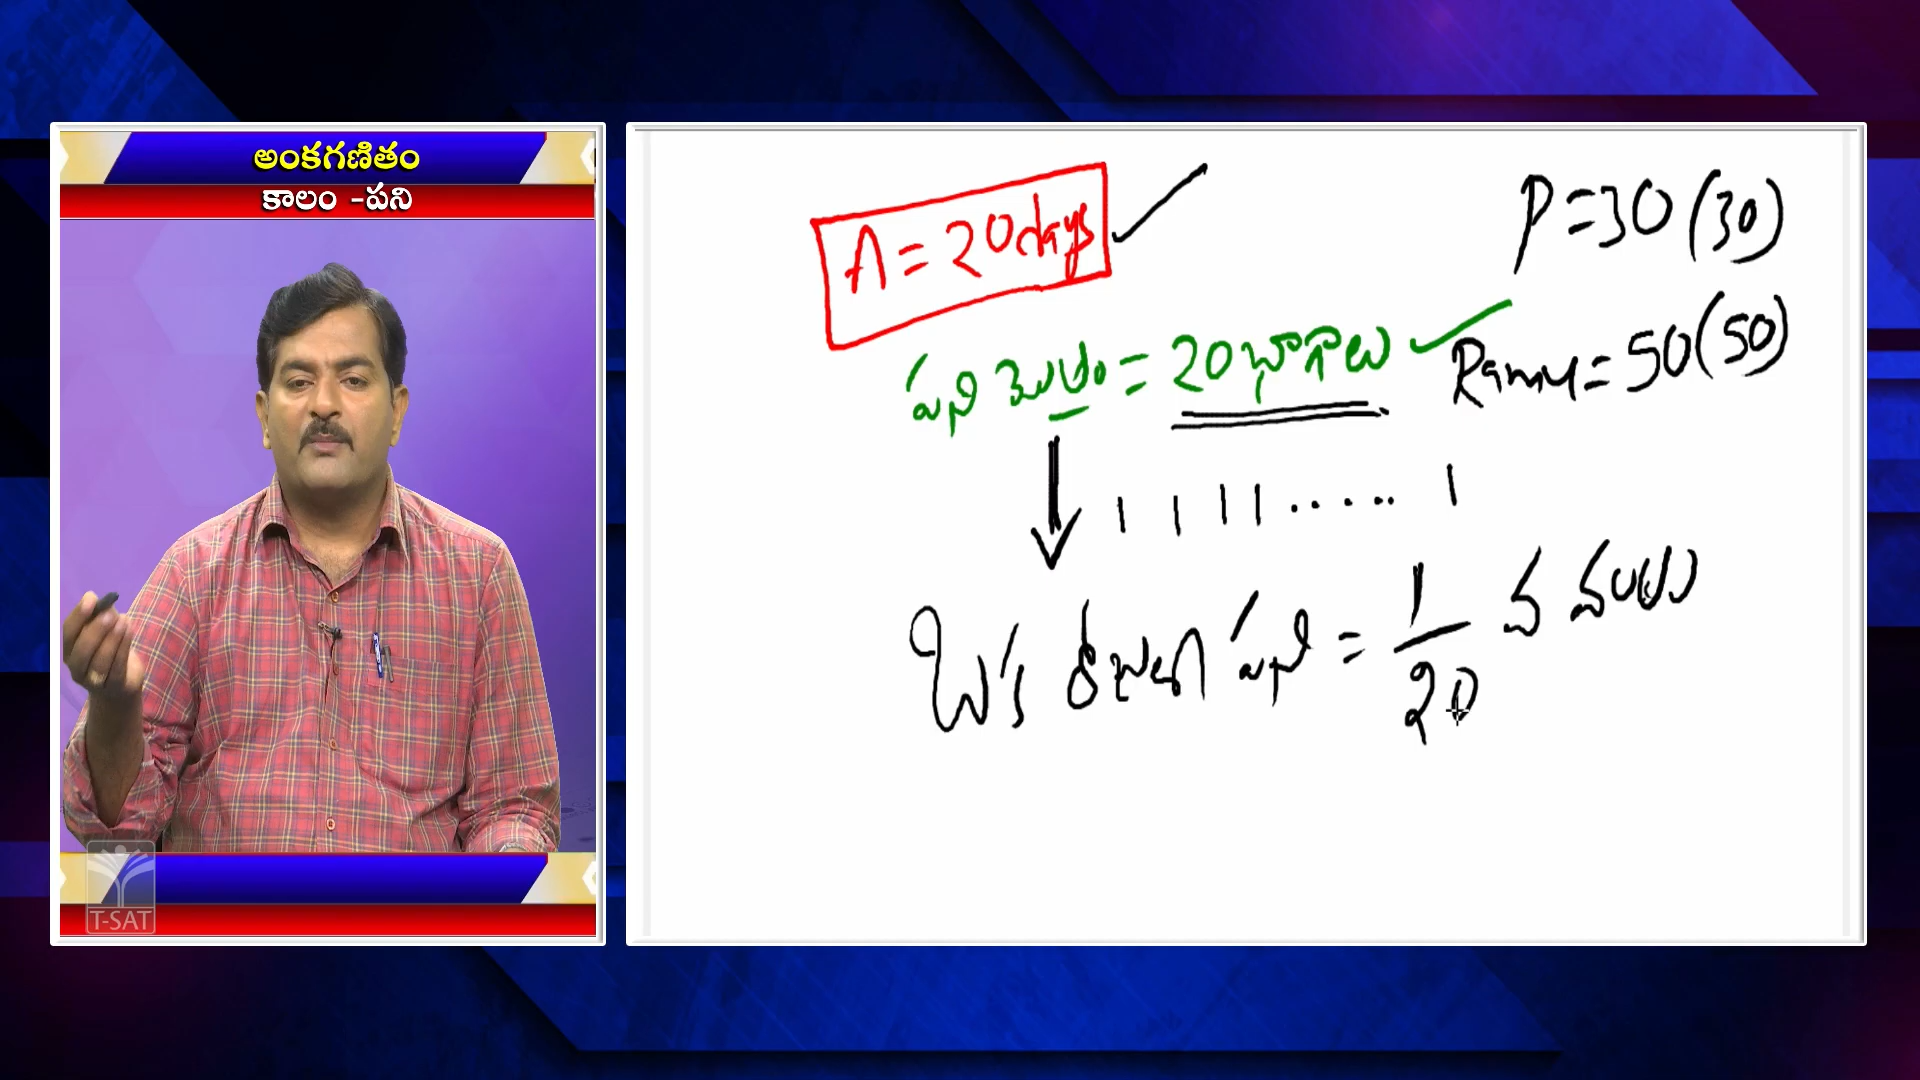 అంకగణితం
కాలం -పని
A = 20 days
P = 30 (30)
పని మొత్తం = 20 భాగాలు
Ramu = 50 (50)
1 1 1 1 ...... 1
ఒక రోజు పని = 1/20 వ వంతు
T-SAT